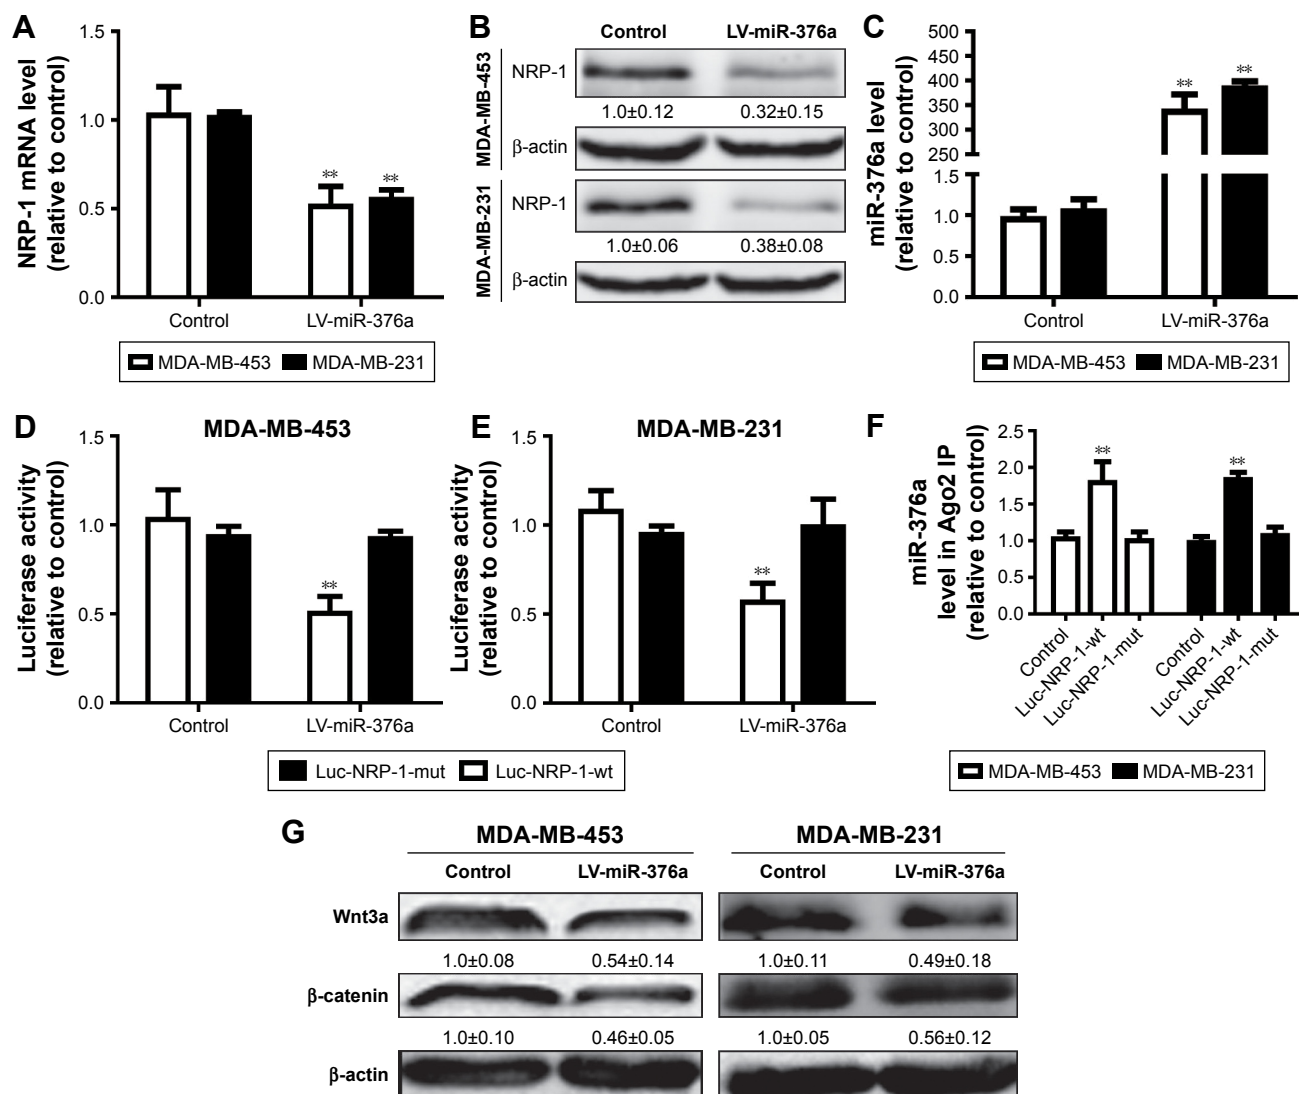 A
NRP-1 mRNA level
(relative to control)
1.5
1.0
0.5
0.0
**
**
Control
LV-miR-376a
MDA-MB-453
MDA-MB-231
B
Control
LV-miR-376a
MDA-MB-453
NRP-1
1.0±0.12
0.32±0.15
β-actin
MDA-MB-231
NRP-1
1.0±0.06
0.38±0.08
β-actin
C
miR-376a level
(relative to control)
500
450
400
350
300
250
1.5
1.0
0.5
0.0
**
**
Control
LV-miR-376a
MDA-MB-453
MDA-MB-231
D
MDA-MB-453
Luciferase activity
(relative to control)
1.5
1.0
0.5
0.0
**
Control
LV-miR-376a
E
MDA-MB-231
Luciferase activity
(relative to control)
1.5
1.0
0.5
0.0
**
Control
LV-miR-376a
Luc-NRP-1-mut
Luc-NRP-1-wt
F
miR-376a
level in Ago2 IP
(relative to control)
2.5
2.0
1.5
1.0
0.5
0.0
**
**
Control
Luc-NRP-1-wt
Luc-NRP-1-mut
Control
Luc-NRP-1-wt
Luc-NRP-1-mut
MDA-MB-453
MDA-MB-231
G
MDA-MB-453
MDA-MB-231
Control
LV-miR-376a
Control
LV-miR-376a
Wnt3a
1.0±0.08
0.54±0.14
1.0±0.11
0.49±0.18
β-catenin
1.0±0.10
0.46±0.05
1.0±0.05
0.56±0.12
β-actin